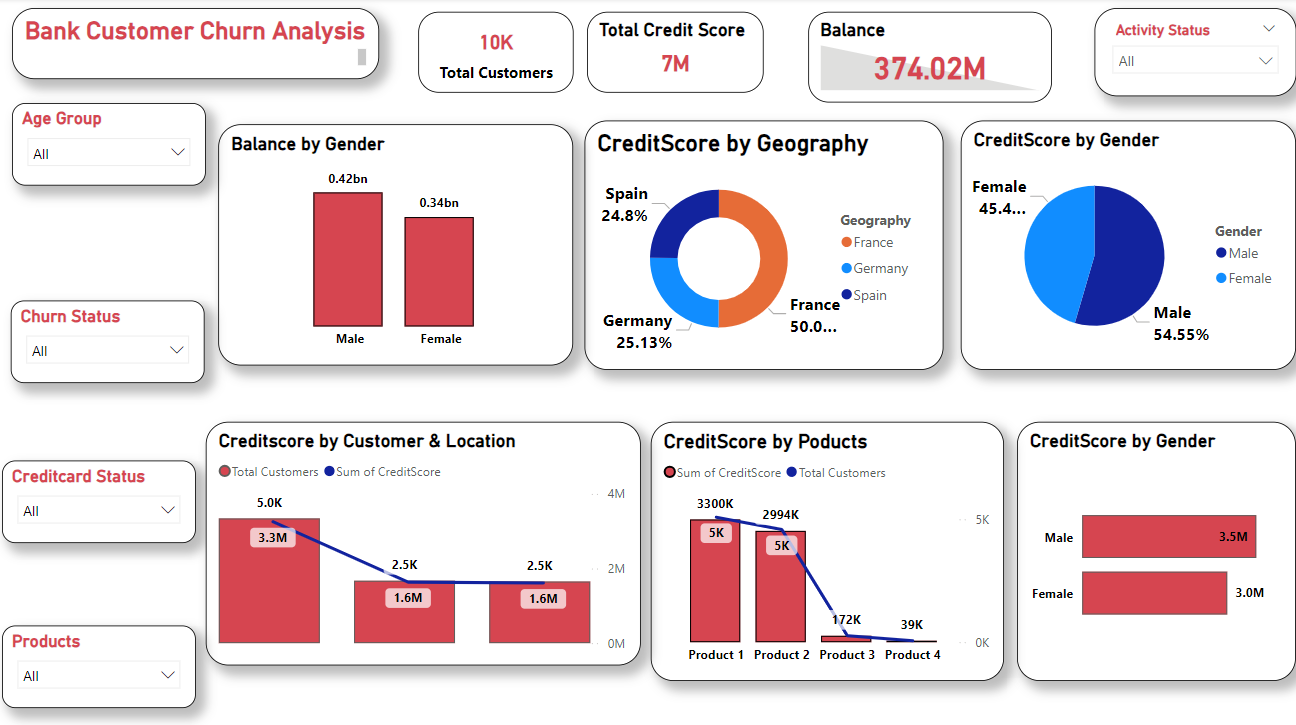 Bank Customer Churn Analysis
10K
Total Customers
Total Credit Score
7M
Balance
374.02M
Activity Status
All
Age Group
All
Churn Status
All
Creditcard Status
All
Products
All
Balance by Gender
0.42bn
0.34bn
Male
Female
CreditScore by Geography
Spain
24.8%
Germany
25.13%
France
50.0...
Geography
France
Germany
Spain
CreditScore by Gender
Female
45.4...
Male
54.55%
Gender
Male
Female
Creditscore by Customer & Location
Total Customers Sum of CreditScore
5.0K
3.3M
2.5K
1.6M
2.5K
1.6M
4M
2M
0M
CreditScore by Poducts
Sum of CreditScore Total Customers
3300K
5K
2994K
5K
172K
39K
5K
0K
Product 1 Product 2 Product 3 Product 4
CreditScore by Gender
Male
3.5M
Female
3.0M